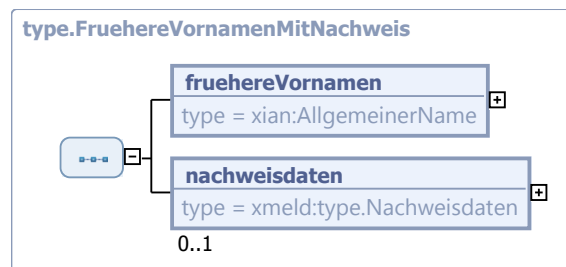 type.FruehereVornamenMitNachweis
fruehereVornamen
type = xian:AllgemeinerName
nachweisdaten
type = xmeld:type.Nachweisdaten
0..1